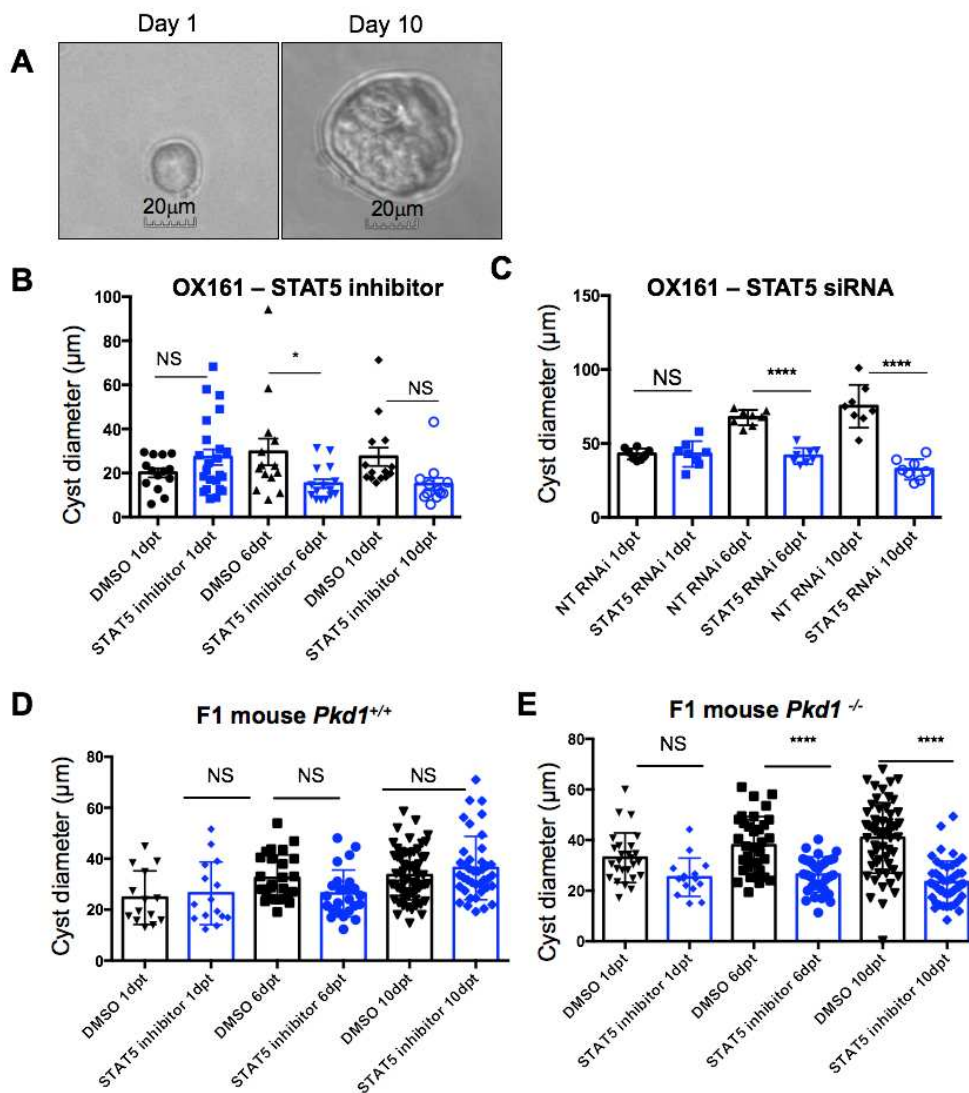 Day 1 Day 10
A
20μm 20μm
B
OX161 – STAT5 inhibitor
Cyst diameter (μm)
100
80
60
40
20
0
NS
*
NS
DMSO 1dpt
STAT5 inhibitor 1dpt
DMSO 6dpt
STAT5 inhibitor 6dpt
DMSO 10dpt
STAT5 inhibitor 10dpt
C
OX161 – STAT5 siRNA
Cyst diameter (μm)
150
100
50
0
NS
****
****
NT RNAi 1dpt
STAT5 RNAi 1dpt
NT RNAi 6dpt
STAT5 RNAi 6dpt
NT RNAi 10dpt
STAT5 RNAi 10dpt
D
F1 mouse Pkd1+/+
Cyst diameter (μm)
80
60
40
20
0
NS
NS
NS
DMSO 1dpt
STAT5 inhibitor 1dpt
DMSO 6dpt
STAT5 inhibitor 6dpt
DMSO 10dpt
STAT5 inhibitor 10dpt
E
F1 mouse Pkd1 -/-
Cyst diameter (μm)
80
60
40
20
0
NS
****
****
DMSO 1dpt
STAT5 inhibitor 1dpt
DMSO 6dpt
STAT5 inhibitor 6dpt
DMSO 10dpt
STAT5 inhibitor 10dpt